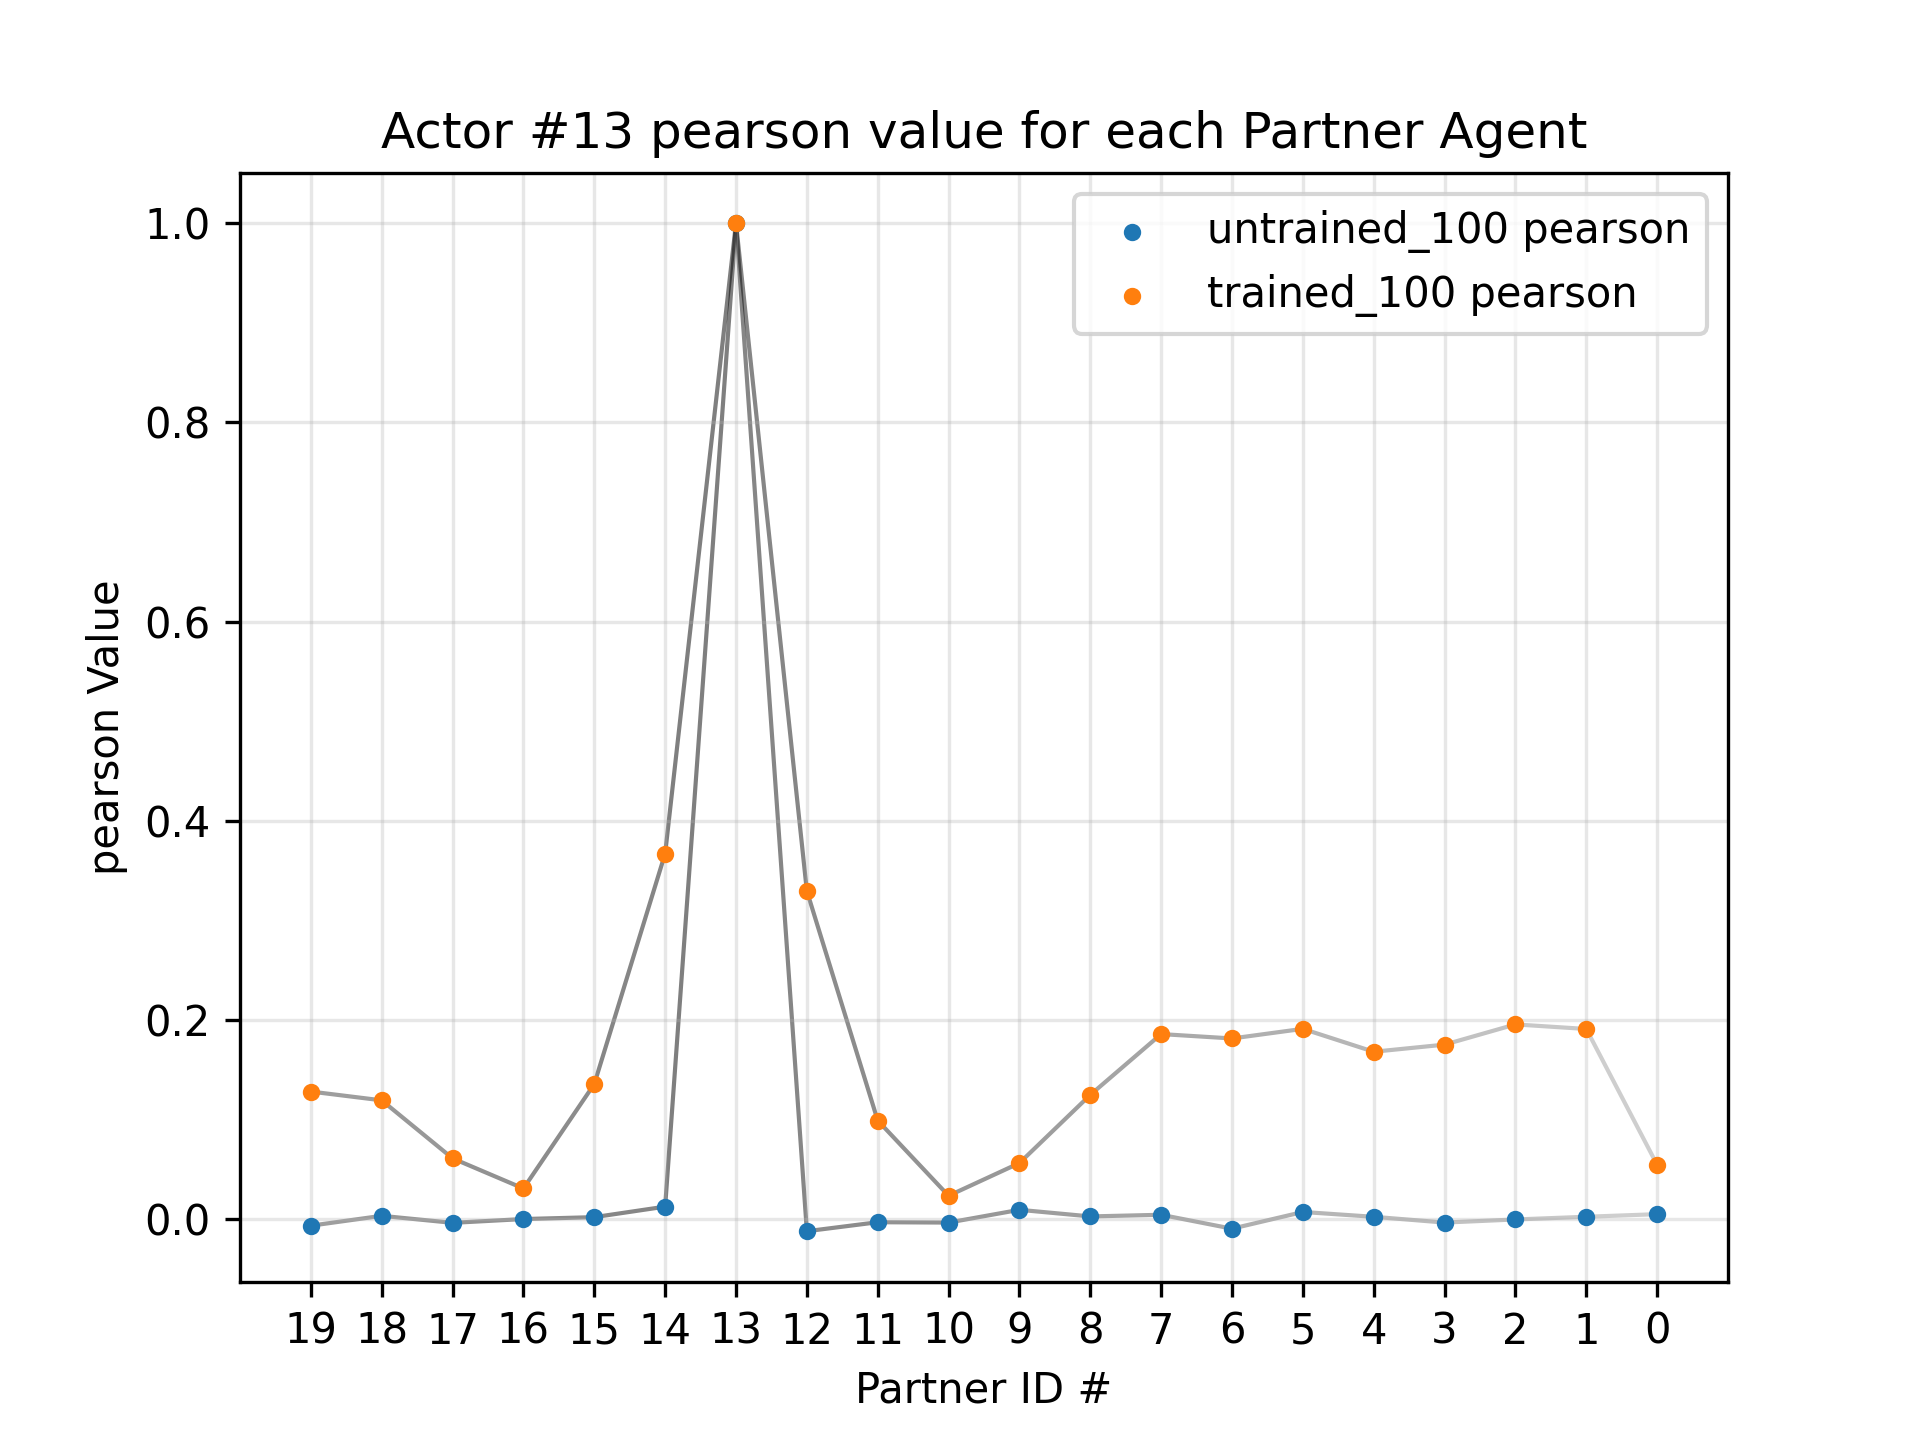 Actor #13 pearson value for each Partner Agent
untrained_100 pearson
trained_100 pearson
1.0
0.8
0.6
0.4
0.2
0.0
pearson Value
19 18 17 16 15 14 13 12 11 10 9 8 7 6 5 4 3 2 1 0
Partner ID #